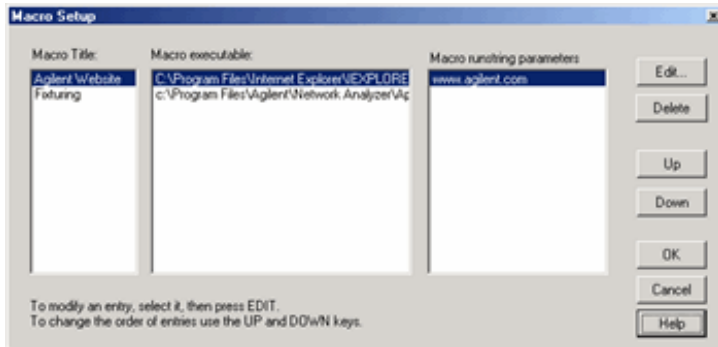 Macro Setup
Macro Title:
Macro executable:
Macro runstring parameters
Agilent Website
C:\Program Files\Internet Explorer\IEXPLORE
www.agilent.com
Fixturing
c:\Program Files\Agilent\Network Analyzer\Ap
Edit...
Delete
Up
Down
OK
Cancel
Help
To modify an entry, select it, then press EDIT.
To change the order of entries use the UP and DOWN keys.